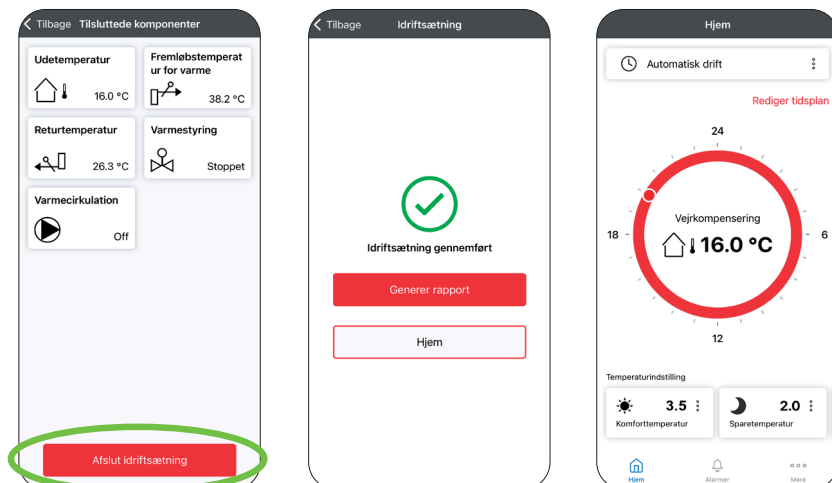 Tilbage Tilsluttede komponenter
Udetemperatur
16.0 °C
Fremløbstemperat
ur for varme
38.2 °C
Returtemperatur
26.3 °C
Varmestyring
Stoppet
Varmecirkulation
Off
Afslut idriftsætning
Tilbage Idriftsætning
Idriftsætning gennemført
Generer rapport
Hjem
Hjem
Automatisk drift
Rediger tidsplan
24
18
6
12
Vejrkompensering
16.0 °C
Temperaturindstilling
3.5
Komforttemperatur
2.0
Sparetemperatur
Hjem Alarmer Mere